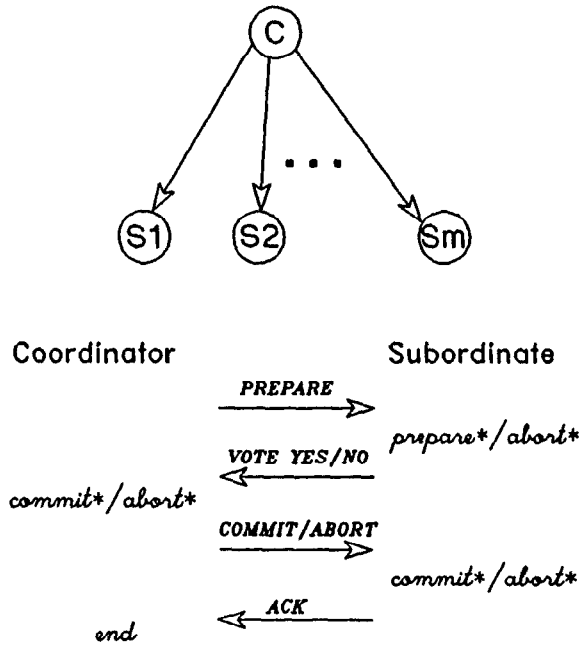 C
S1 S2 Sm
Coordinator Subordinate
PREPARE
prepare*/abort*
VOTE YES/NO
commit*/abort*
COMMIT/ABORT
commit*/abort*
ACK
end